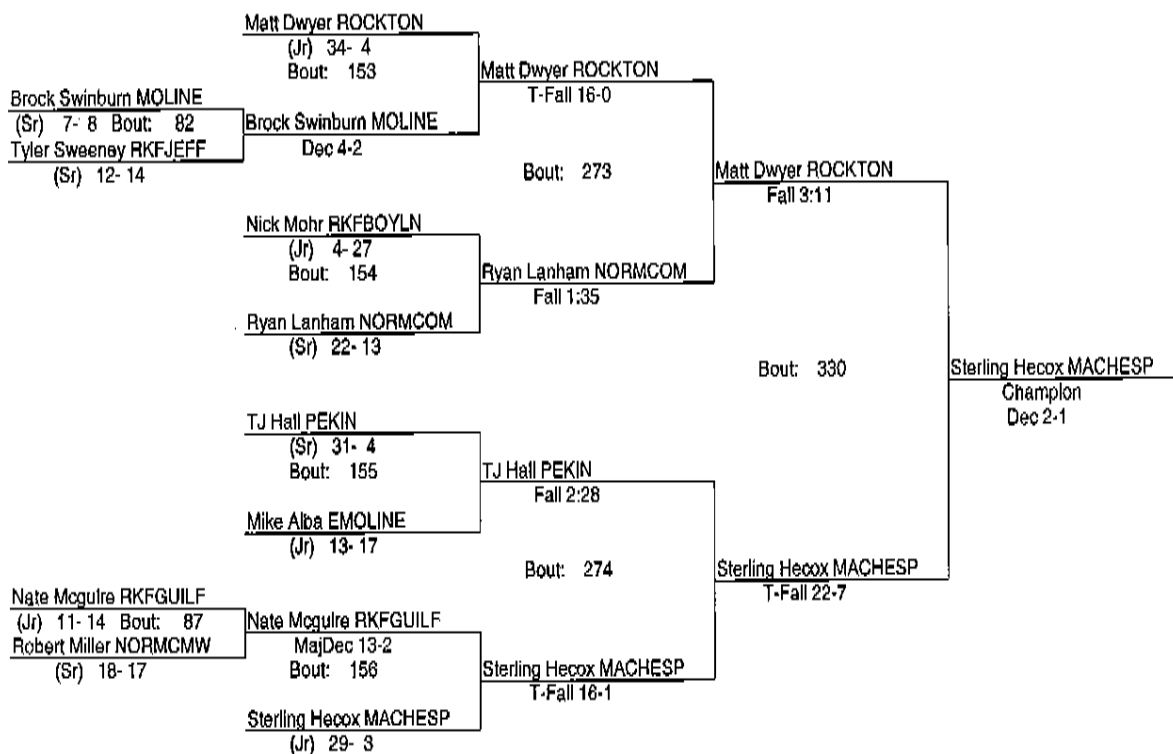 Matt Dwyer ROCKTON
(Jr) 34- 4
Bout: 153
Matt Dwyer ROCKTON
T-Fall 16-0
Brock Swinburn MOLINE
(Sr) 7- 8 Bout: 82
Brock Swinburn MOLINE
Dec 4-2
Tyler Sweeney RKFJEFF
(Sr) 12- 14
Bout: 273
Matt Dwyer ROCKTON
Fall 3:11
Nick Mohr RKFBOYLN
(Jr) 4- 27
Bout: 154
Ryan Lanham NORMCOM
Fall 1:35
Ryan Lanham NORMCOM
(Sr) 22- 13
Bout: 330
Sterling Hecox MACHESP
Champion
Dec 2-1
TJ Hall PEKIN
(Sr) 31- 4
Bout: 155
TJ Hall PEKIN
Fall 2:28
Mike Alba EMOLINE
(Jr) 13- 17
Bout: 274
Sterling Hecox MACHESP
T-Fall 22-7
Nate Mcguire RKFGUILF
(Jr) 11- 14 Bout: 87
Nate Mcguire RKFGUILF
MajDec 13-2
Robert Miller NORMCMW
(Sr) 18- 17
Bout: 156
Sterling Hecox MACHESP
T-Fall 16-1
Sterling Hecox MACHESP
(Jr) 29- 3